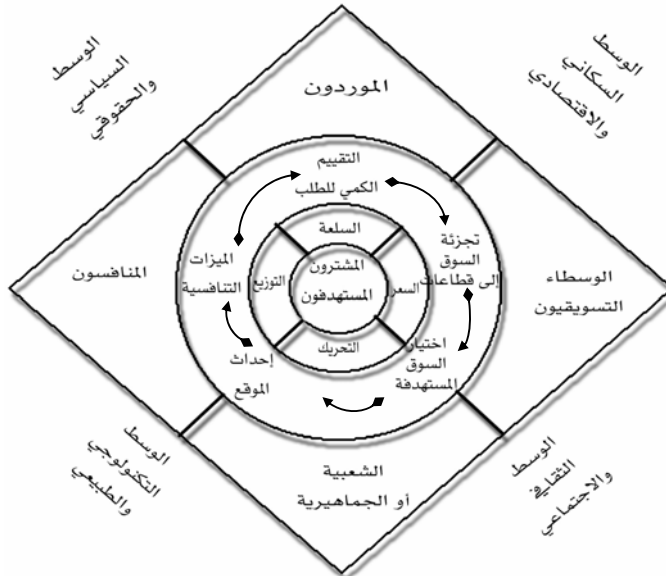 الوسط
السكاني
والاقتصادي
الوسط
السياسي
والحقوقي
الموردون
التقييم
الكمي للطلب
تجزئة
السوق
إلى قطاعات
اختيار
السوق
المستهدفة
إحداث
الموقع
الميزات
التنافسية
السلعة
السعر
التحريك
التوزيع
المشترون
المستهدفون
الوسطاء
التسويقيون
المنافسون
الشعبية
أو الجماهيرية
الوسط
الثقافي
والاجتماعي
الوسط
التكنولوجي
والطبيعي